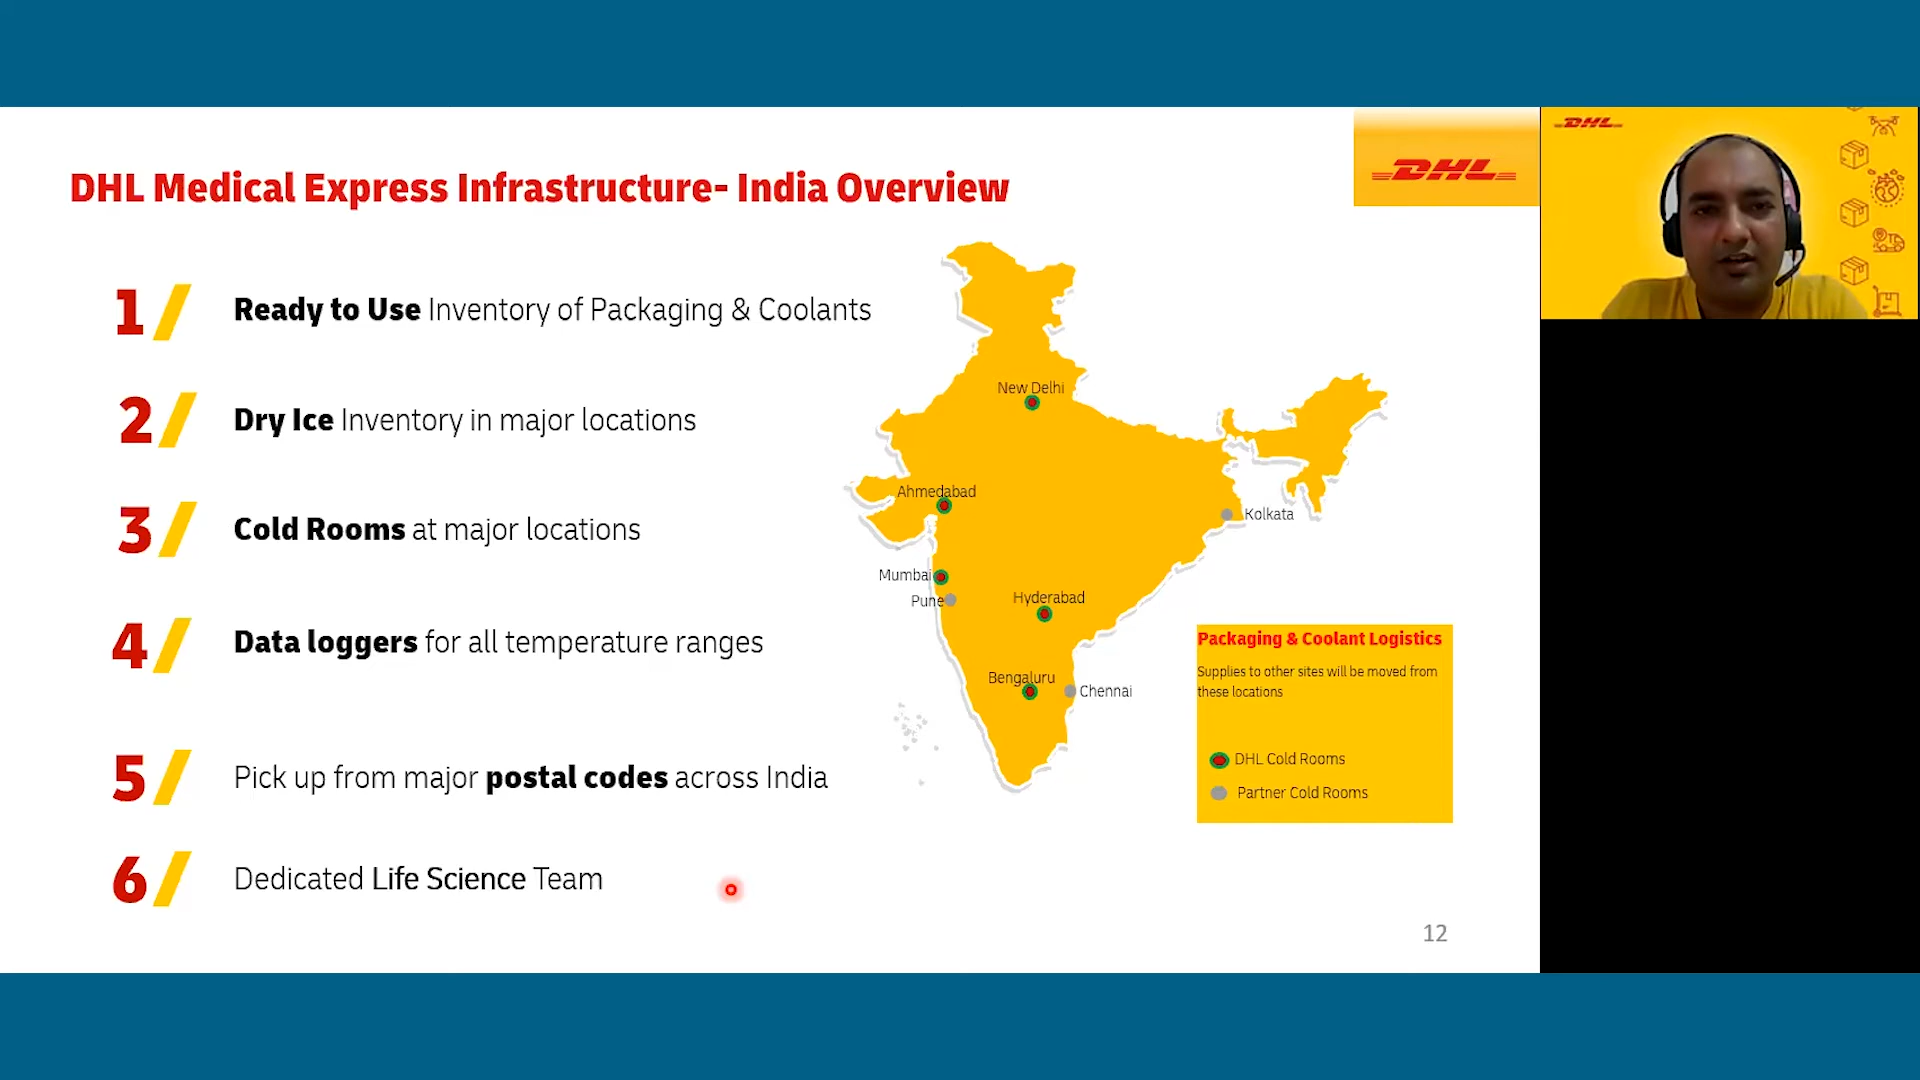 DHL Medical Express Infrastructure- India Overview
DHL
DHL
1/ Ready to Use Inventory of Packaging & Coolants
2/ Dry Ice Inventory in major locations
3/ Cold Rooms at major locations
4/ Data loggers for all temperature ranges
5/ Pick up from major postal codes across India
6/ Dedicated Life Science Team
New Delhi
Ahmedabad
Kolkata
Mumbai
Pune
Hyderabad
Bengaluru
Chennai
Packaging & Coolant Logistics
Supplies to other sites will be moved from
these locations
DHL Cold Rooms
Partner Cold Rooms
12